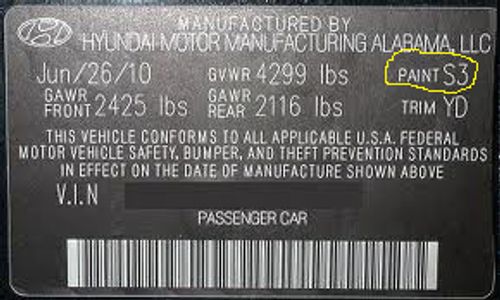 MANUFACTURED BY
HYUNDAI MOTOR MANUFACTURING ALABAMA, LLC
Jun/26/10 GVWR 4299 lbs PAINT S3
GAWR FRONT 2425 lbs GAWR REAR 2116 lbs TRIM YD
THIS VEHICLE CONFORMS TO ALL APPLICABLE U.S.A. FEDERAL
MOTOR VEHICLE SAFETY, BUMPER, AND THEFT PREVENTION STANDARDS
IN EFFECT ON THE DATE OF MANUFACTURE SHOWN ABOVE
V.I.N
PASSENGER CAR